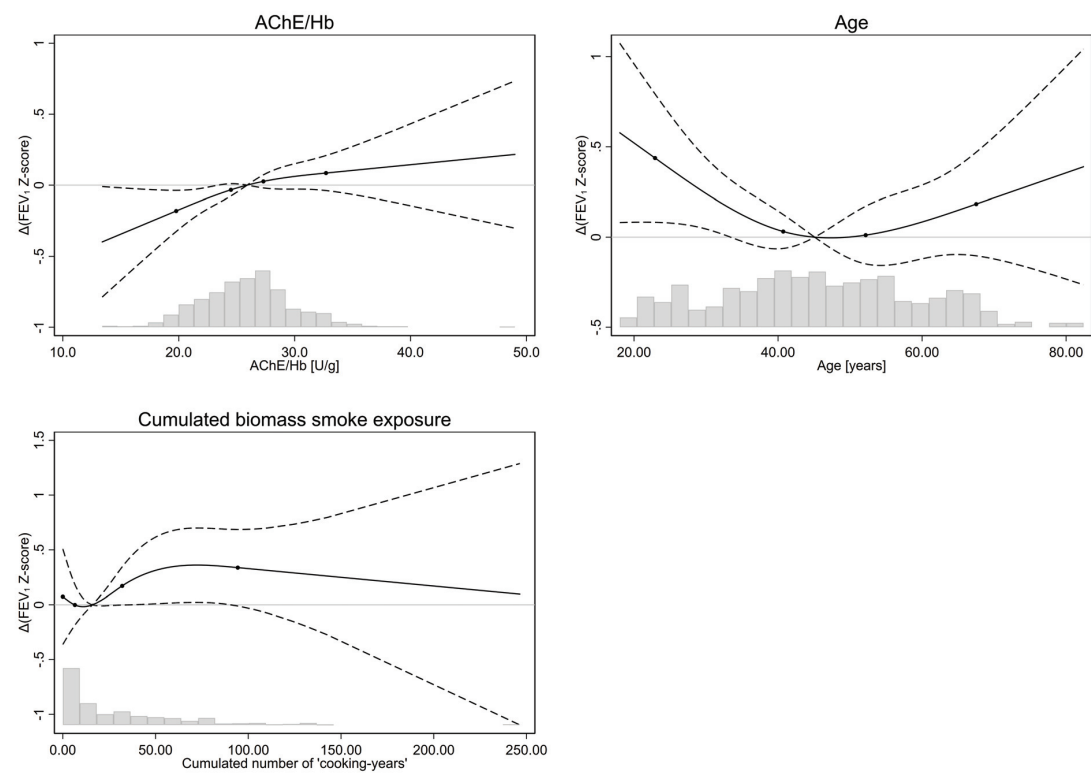 AChE/Hb
Δ(FEV₁ Z-score)
1
.5
0
-.5
-1
10.0 20.0 30.0 40.0 50.0
AChE/Hb [U/g]
Age
Δ(FEV₁ Z-score)
1
.5
0
-.5
20.00 40.00 60.00 80.00
Age [years]
Cumulated biomass smoke exposure
Δ(FEV₁ Z-score)
1.5
1
.5
0
-.5
-1
0.00 50.00 100.00 150.00 200.00 250.00
Cumulated number of 'cooking-years'